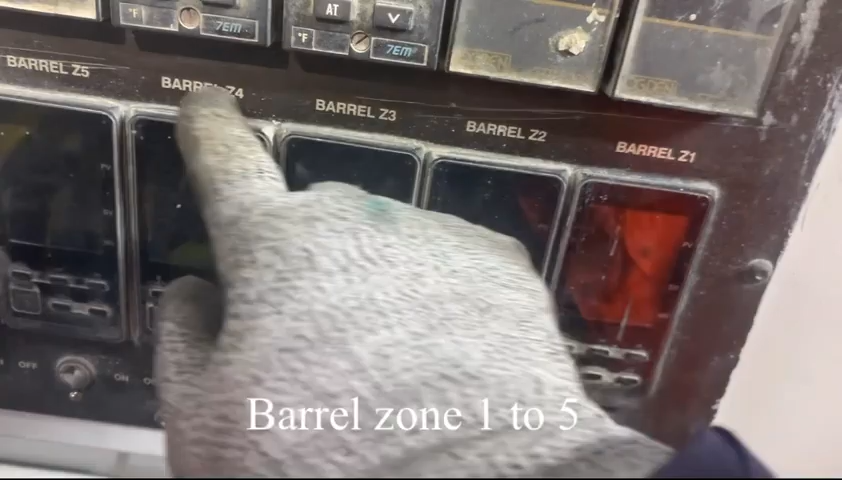 AT
°F
7EM
°F
7EM
BARREL Z5
BARREL Z4
BARREL Z3
BARREL Z2
BARREL Z1
OFF
ON
Barrel zone 1 to 5